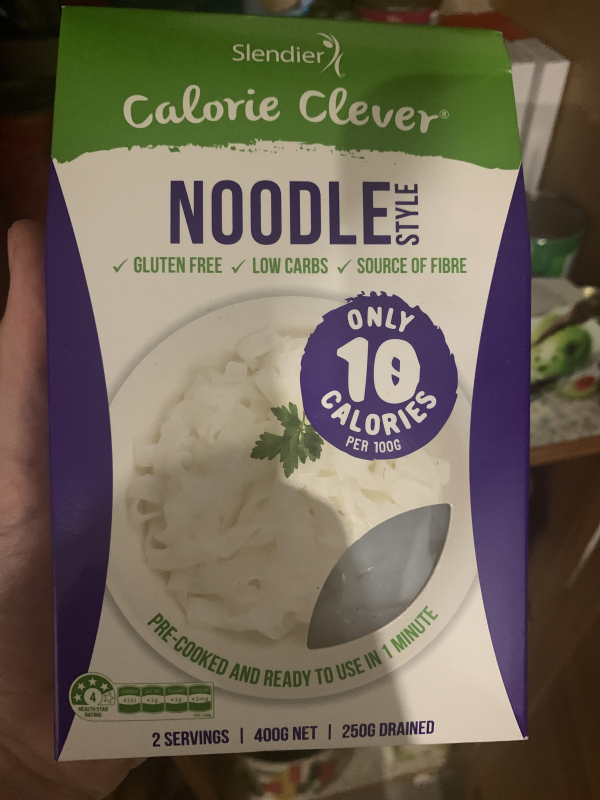 Slendier
Calorie Clever®
NOODLE STYLE
✓ GLUTEN FREE ✓ LOW CARBS ✓ SOURCE OF FIBRE
ONLY
10
CALORIES
PER 100G
PRE-COOKED AND READY TO USE IN 1 MINUTE
4
HEALTH STAR
RATING
2 SERVINGS | 400G NET | 250G DRAINED